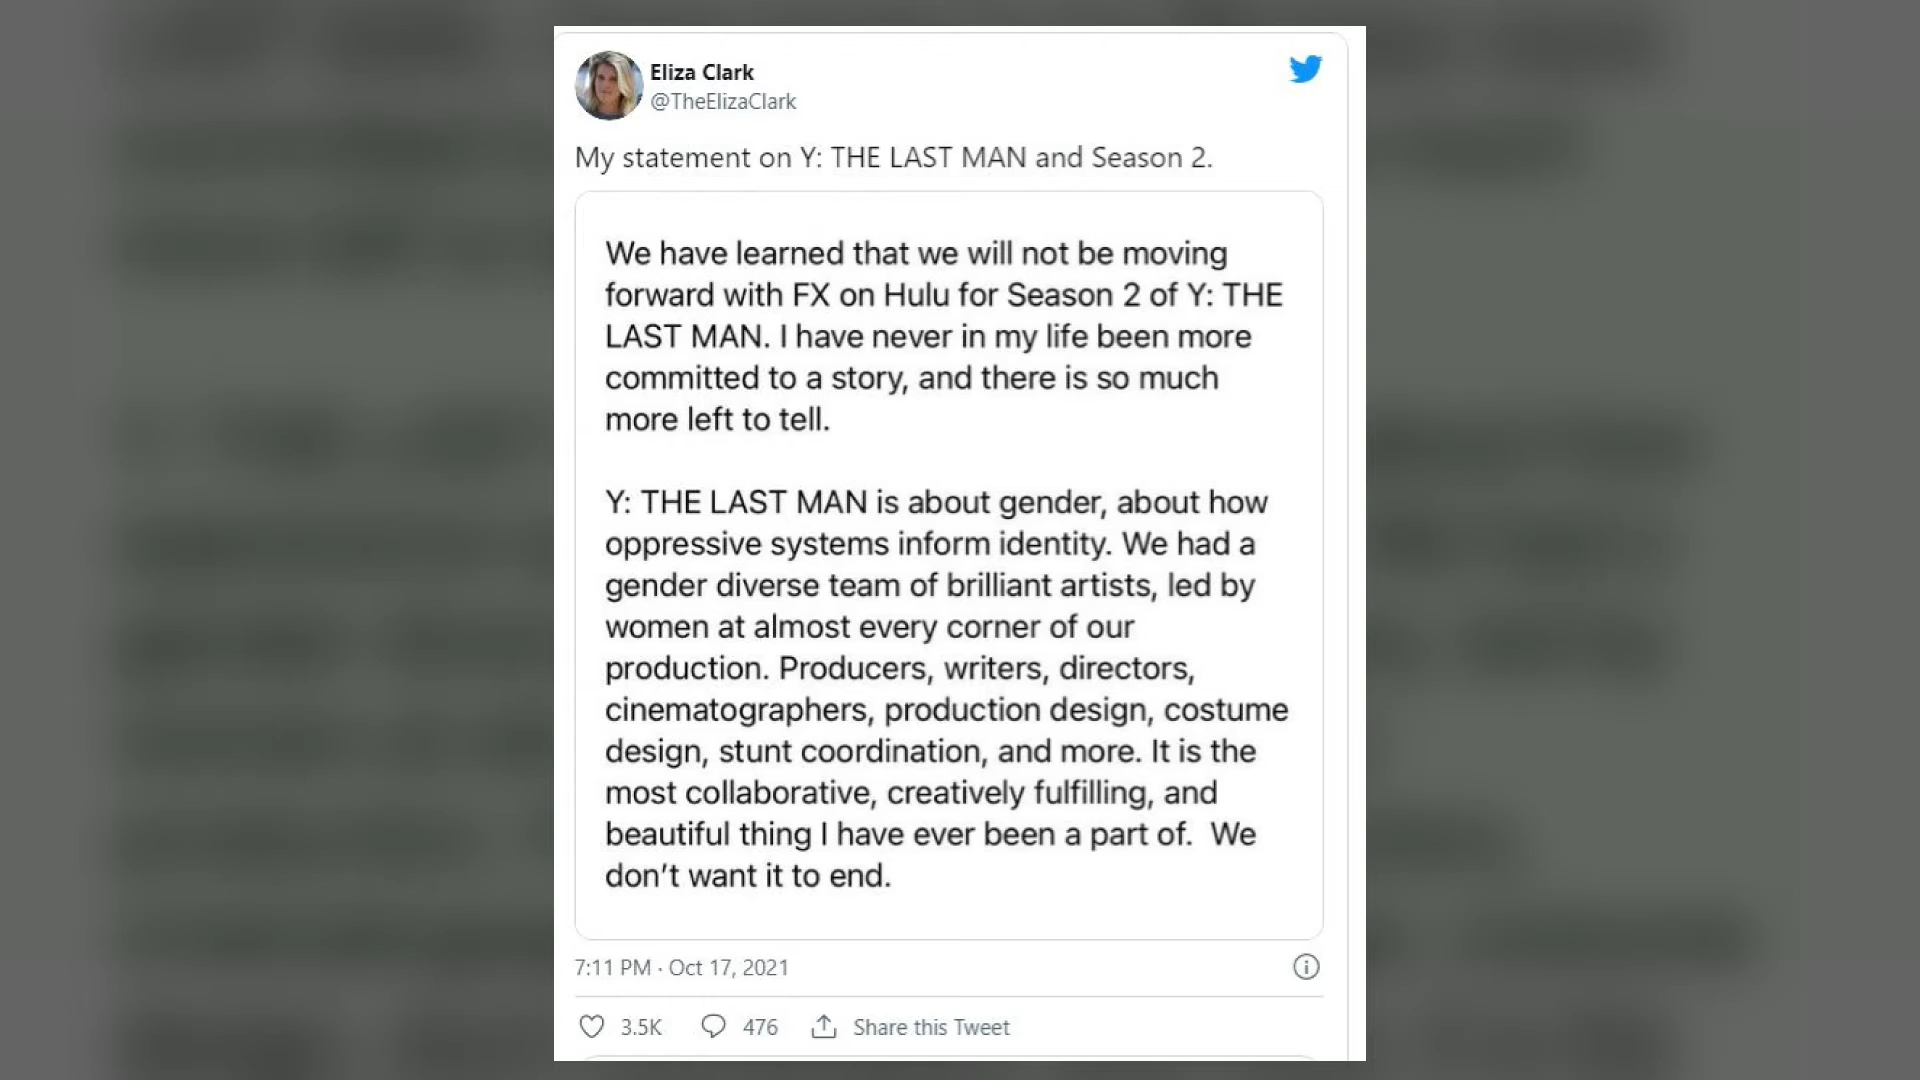 Eliza Clark
@TheElizaClark
My statement on Y: THE LAST MAN and Season 2.
We have learned that we will not be moving
forward with FX on Hulu for Season 2 of Y: THE
LAST MAN. I have never in my life been more
committed to a story, and there is so much
more left to tell.
Y: THE LAST MAN is about gender, about how
oppressive systems inform identity. We had a
gender diverse team of brilliant artists, led by
women at almost every corner of our
production. Producers, writers, directors,
cinematographers, production design, costume
design, stunt coordination, and more. It is the
most collaborative, creatively fulfilling, and
beautiful thing I have ever been a part of.  We
don’t want it to end.
7:11 PM · Oct 17, 2021
3.5K 476 Share this Tweet